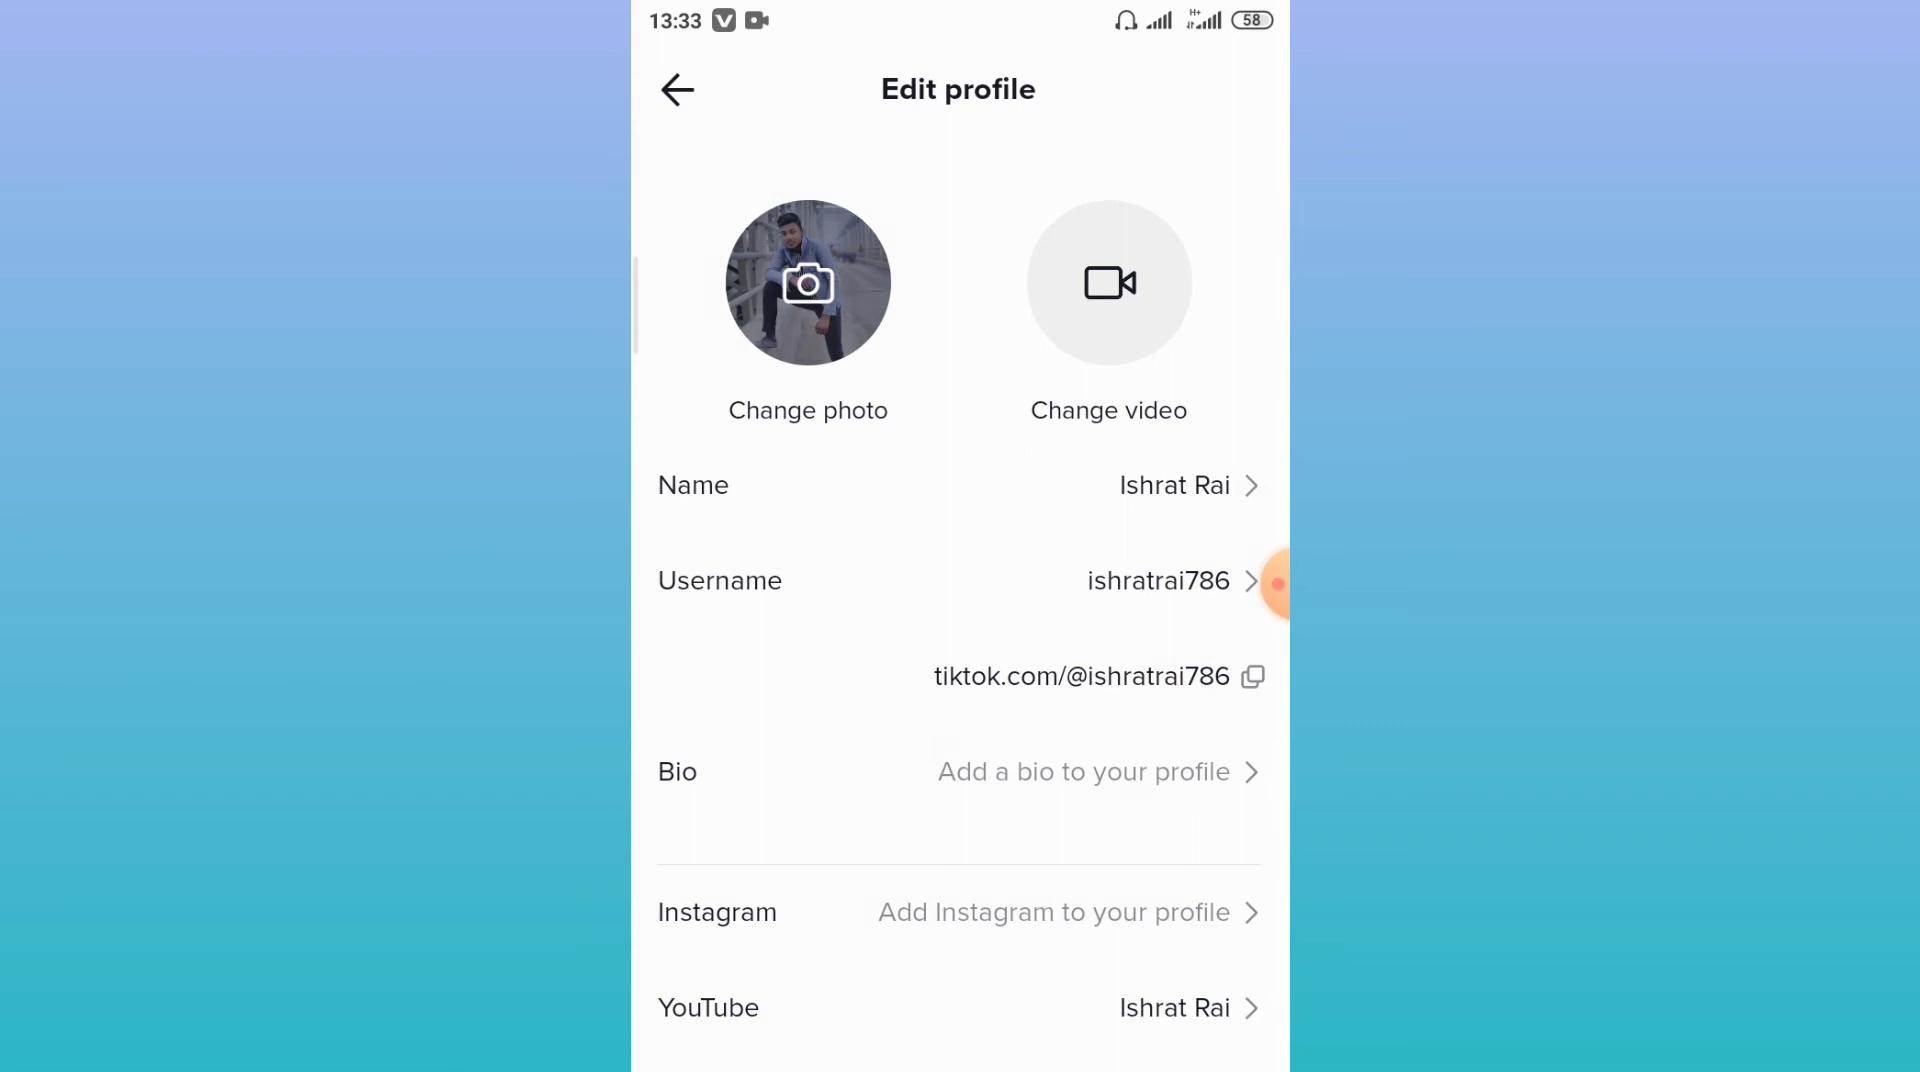 13:33 H+ 58
Edit profile
Change photo Change video
Name Ishrat Rai
Username ishratrai786
tiktok.com/@ishratrai786
Bio Add a bio to your profile
Instagram Add Instagram to your profile
YouTube Ishrat Rai